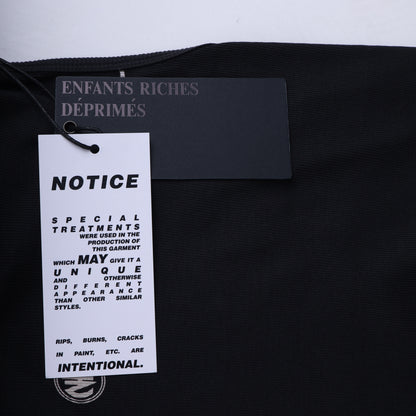 ENFANTS RICHES
DÉPRIMÉS
NOTICE
SPECIAL
TREATMENTS
WERE USED IN THE
PRODUCTION OF
THIS GARMENT
WHICH MAY GIVE IT A
UNIQUE
AND OTHERWISE
DIFFERENT
APPEARANCE
THAN OTHER SIMILAR
STYLES.
RIPS, BURNS, CRACKS
IN PAINT, ETC. ARE
INTENTIONAL.